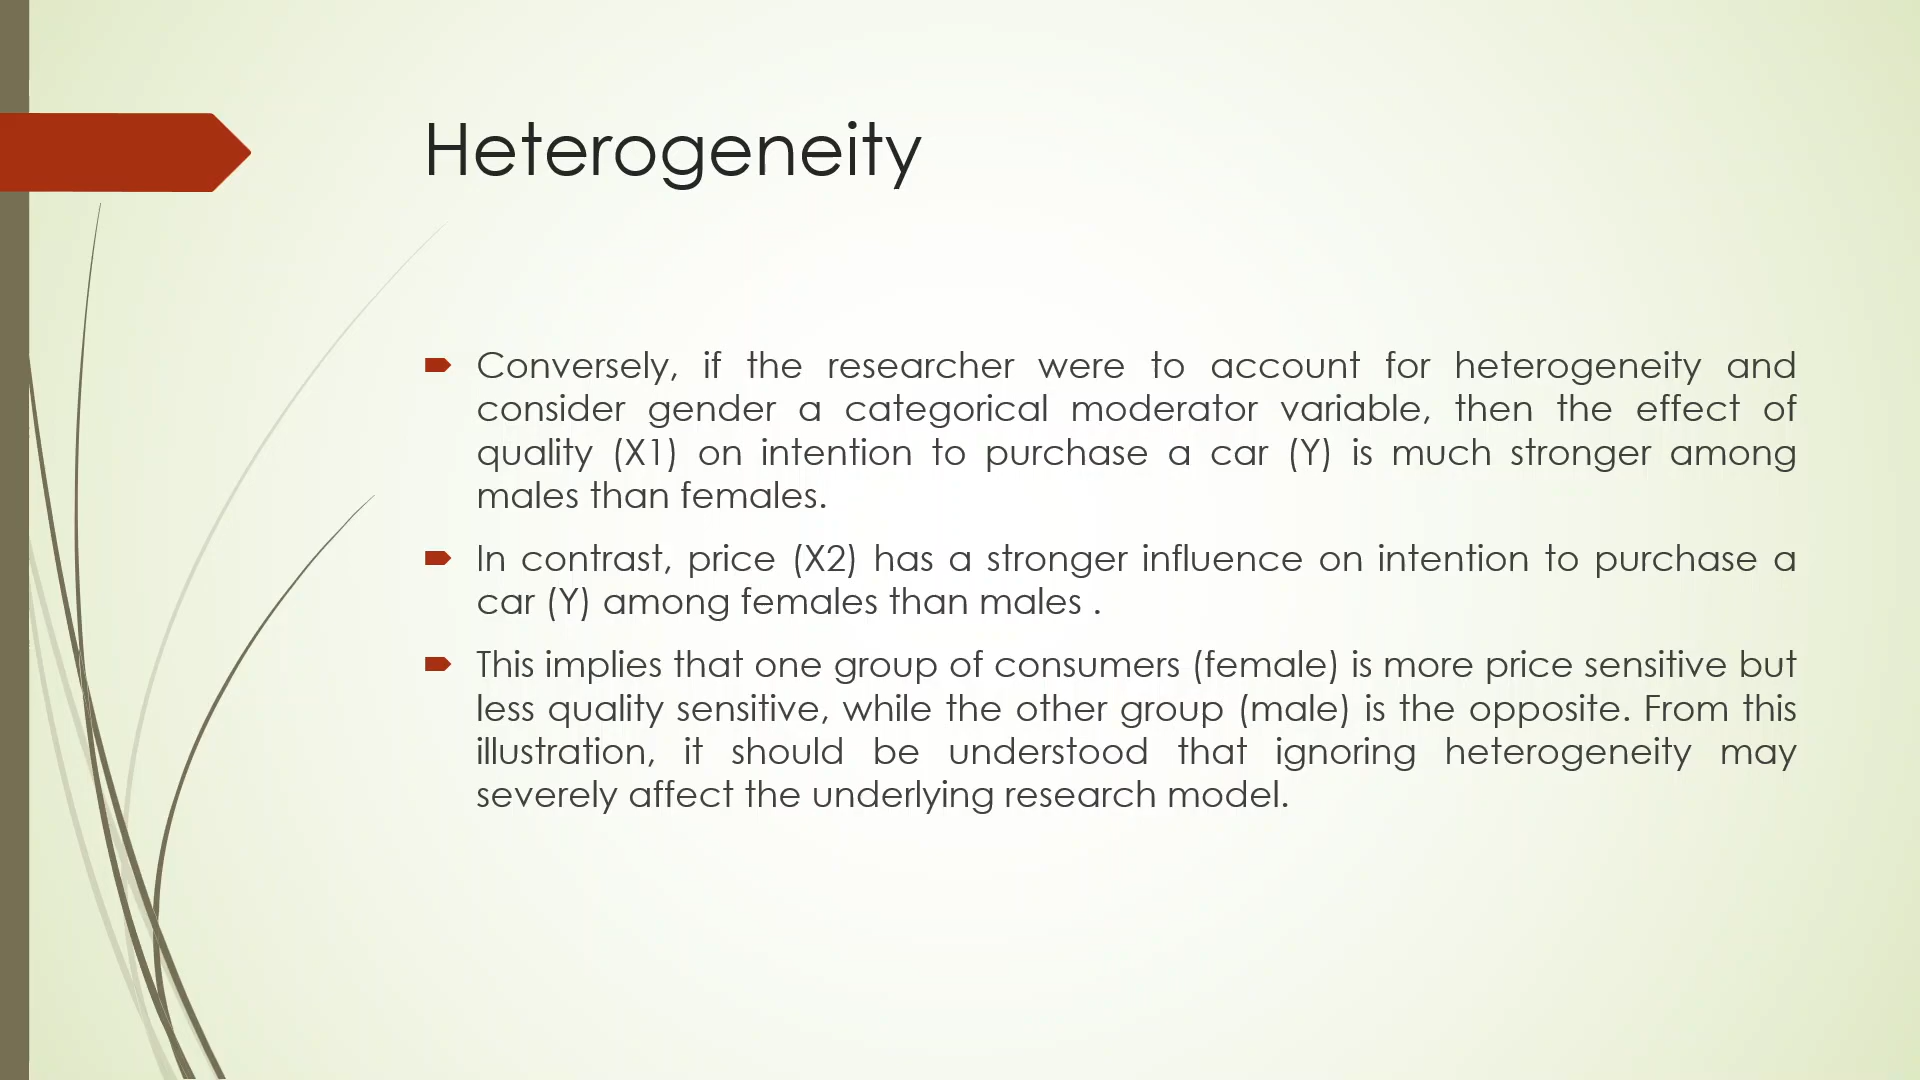 Heterogeneity
Conversely, if the researcher were to account for heterogeneity and
consider gender a categorical moderator variable, then the effect of
quality (X1) on intention to purchase a car (Y) is much stronger among
males than females.
In contrast, price (X2) has a stronger influence on intention to purchase a
car (Y) among females than males .
This implies that one group of consumers (female) is more price sensitive but
less quality sensitive, while the other group (male) is the opposite. From this
illustration, it should be understood that ignoring heterogeneity may
severely affect the underlying research model.